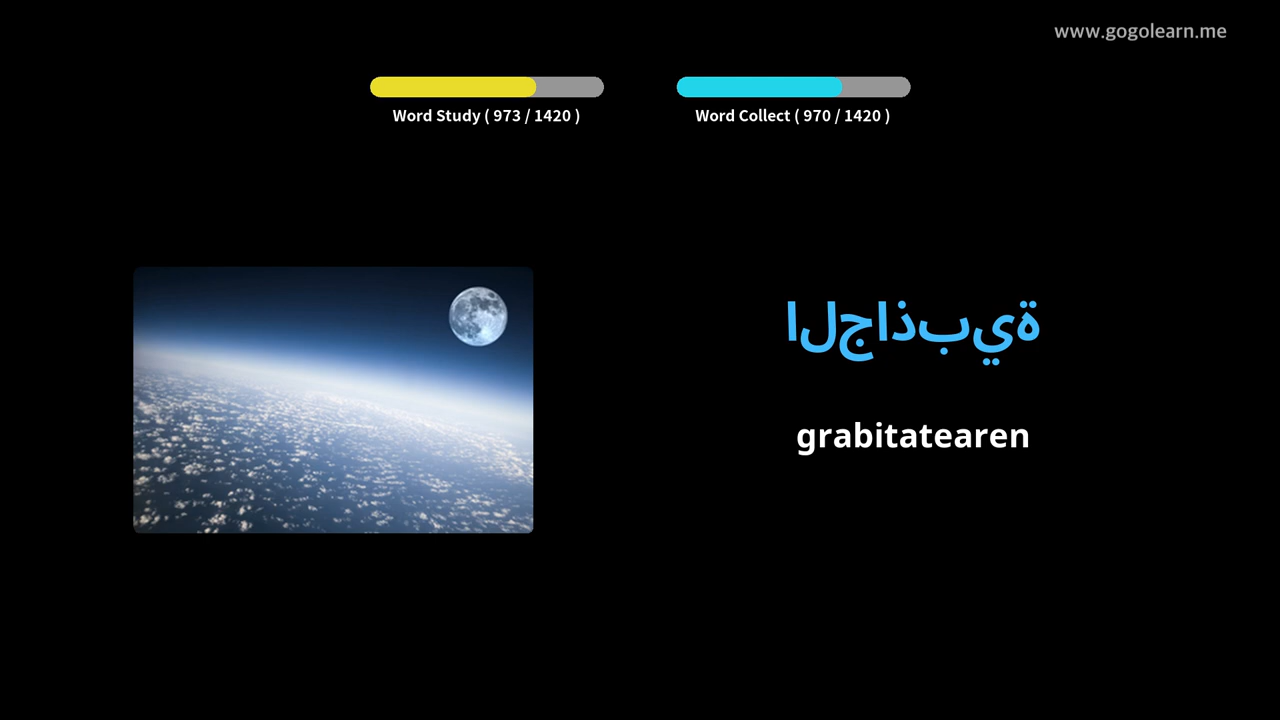 www.gogolearn.me
Word Study ( 973 / 1420 )
Word Collect ( 970 / 1420 )
الجاذبية
grabitatearen